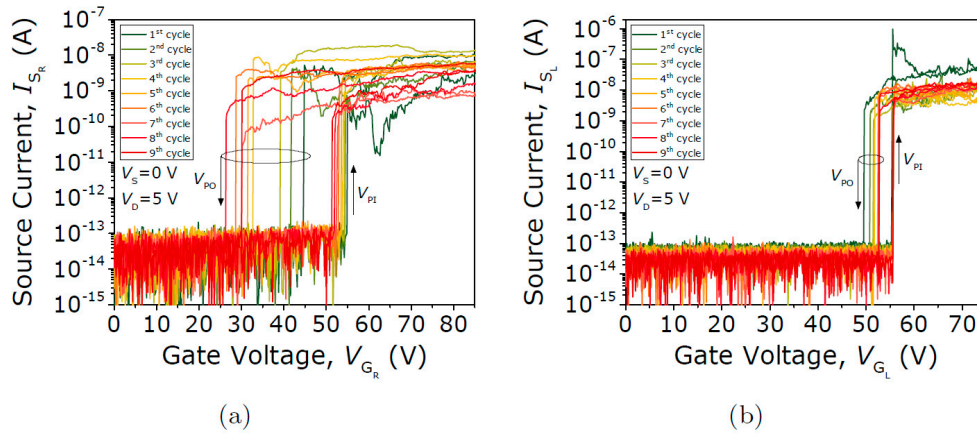 Source Current, I_SR (A)
10^-7
10^-8
10^-9
10^-10
10^-11
10^-12
10^-13
10^-14
10^-15
1st cycle
2nd cycle
3rd cycle
4th cycle
5th cycle
6th cycle
7th cycle
8th cycle
9th cycle
V_S=0 V
V_D=5 V
V_PO
V_PI
0 10 20 30 40 50 60 70 80
Gate Voltage, V_GR (V)
(a)
Source Current, I_SL (A)
10^-6
10^-7
10^-8
10^-9
10^-10
10^-11
10^-12
10^-13
10^-14
10^-15
1st cycle
2nd cycle
3rd cycle
4th cycle
5th cycle
6th cycle
7th cycle
8th cycle
9th cycle
V_S=0 V
V_D=5 V
V_PO
V_PI
0 10 20 30 40 50 60 70
Gate Voltage, V_GL (V)
(b)